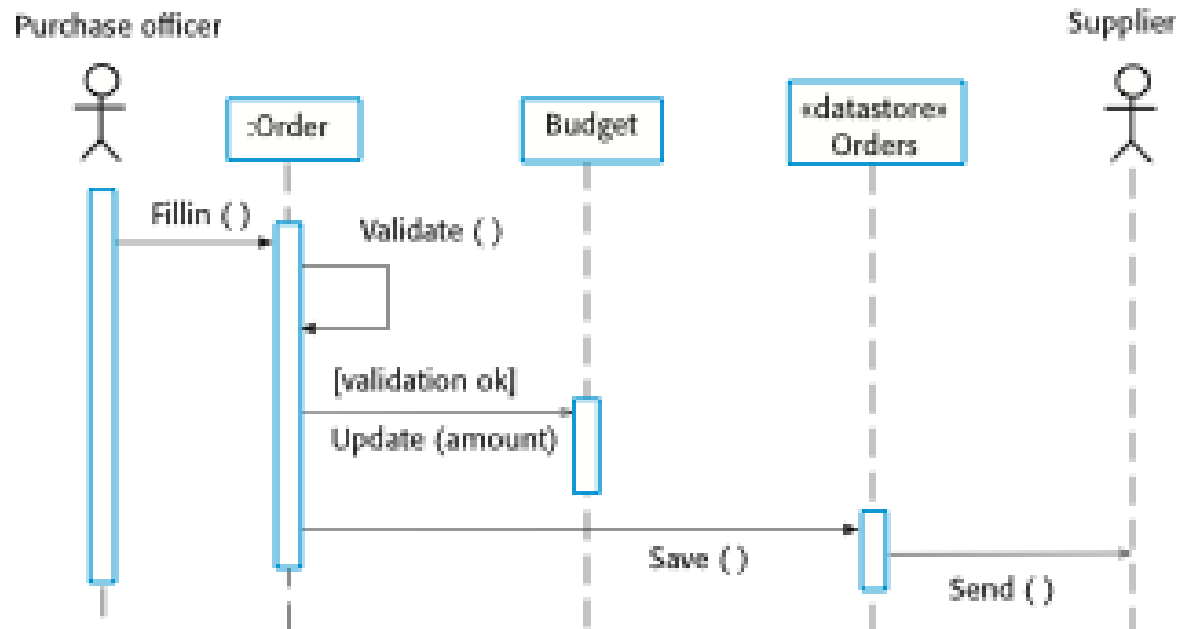 Purchase officer
Supplier
:Order
Budget
«datastore»
Orders
Fillin ( )
Validate ( )
[validation ok]
Update (amount)
Save ( )
Send ( )